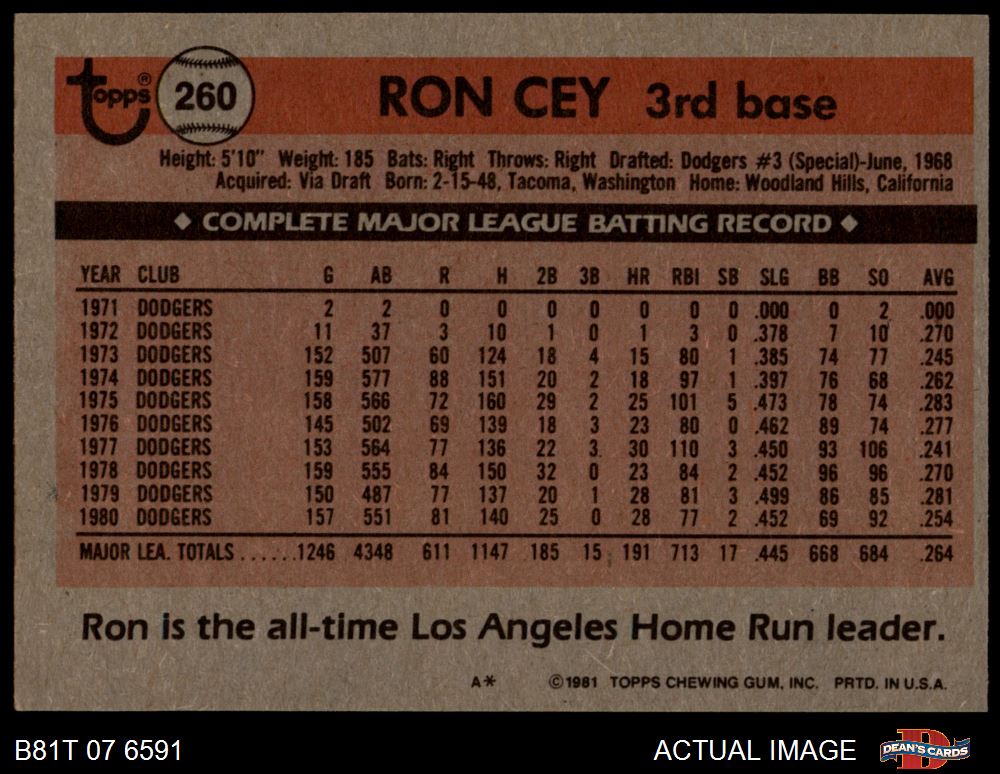 Topps® 260 RON CEY 3rd base
Height: 5'10" Weight: 185 Bats: Right Throws: Right Drafted: Dodgers #3 (Special)-June, 1968
Acquired: Via Draft Born: 2-15-48, Tacoma, Washington Home: Woodland Hills, California
◆ COMPLETE MAJOR LEAGUE BATTING RECORD ◆
YEAR CLUB G AB R H 2B 3B HR RBI SB SLG BB SO AVG
1971 DODGERS 2 2 0 0 0 0 0 0 0 .000 0 2 .000
1972 DODGERS 11 37 3 10 1 0 1 3 0 .378 7 10 .270
1973 DODGERS 152 507 60 124 18 4 15 80 1 .385 74 77 .245
1974 DODGERS 159 577 88 151 20 2 18 97 1 .397 76 68 .262
1975 DODGERS 158 566 72 160 29 2 25 101 5 .473 78 74 .283
1976 DODGERS 145 502 69 139 18 3 23 80 0 .462 89 74 .277
1977 DODGERS 153 564 77 136 22 3 30 110 3 .450 93 106 .241
1978 DODGERS 159 555 84 150 32 0 23 84 2 .452 96 96 .270
1979 DODGERS 150 487 77 137 20 1 28 81 3 .499 86 85 .281
1980 DODGERS 157 551 81 140 25 0 28 77 2 .452 69 92 .254
MAJOR LEA. TOTALS ......1246 4348 611 1147 185 15 191 713 17 .445 668 684 .264
Ron is the all-time Los Angeles Home Run leader.
A* ©1981 TOPPS CHEWING GUM, INC. PRTD. IN U.S.A.
B81T 07 6591 ACTUAL IMAGE DEAN'S CARDS